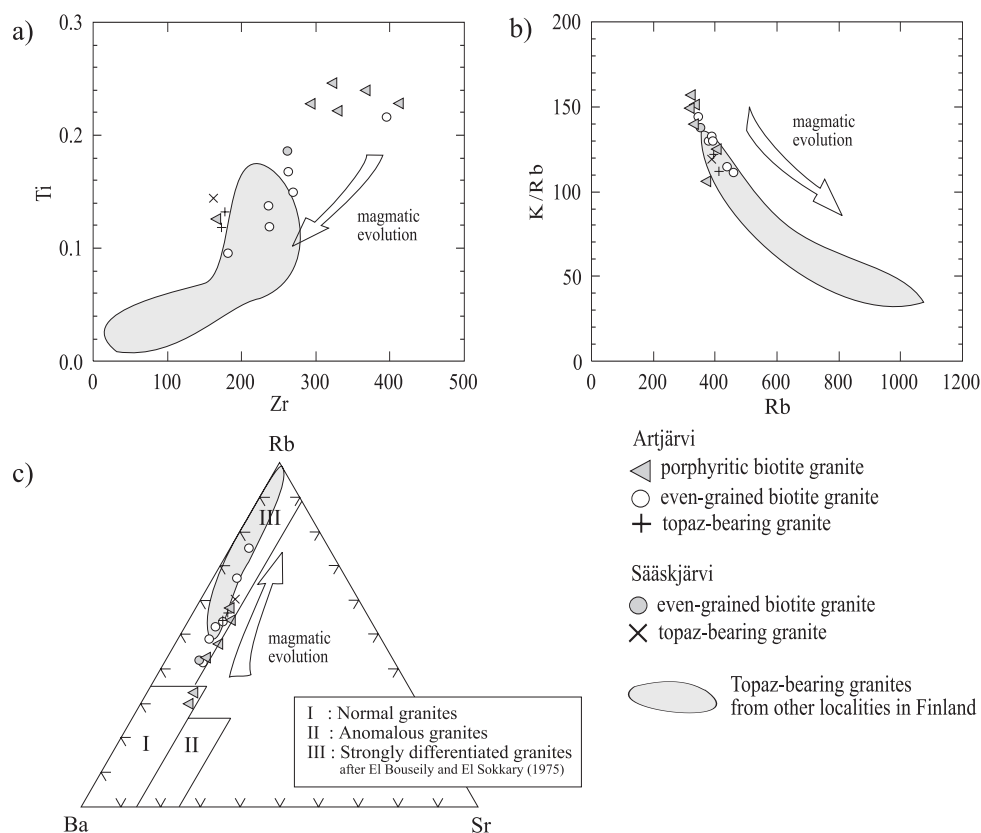 a)
0.3
0.2
0.1
0.0
Ti
magmatic
evolution
0 100 200 300 400 500
Zr
b)
200
150
100
50
0
K/Rb
magmatic
evolution
0 200 400 600 800 1000 1200
Rb
c)
Rb
III
magmatic
evolution
I
II
Ba
Sr
I : Normal granites
II : Anomalous granites
III : Strongly differentiated granites
after El Bouseily and El Sokkary (1975)
Artjärvi
porphyritic biotite granite
even-grained biotite granite
topaz-bearing granite
Sääskjärvi
even-grained biotite granite
topaz-bearing granite
Topaz-bearing granites
from other localities in Finland